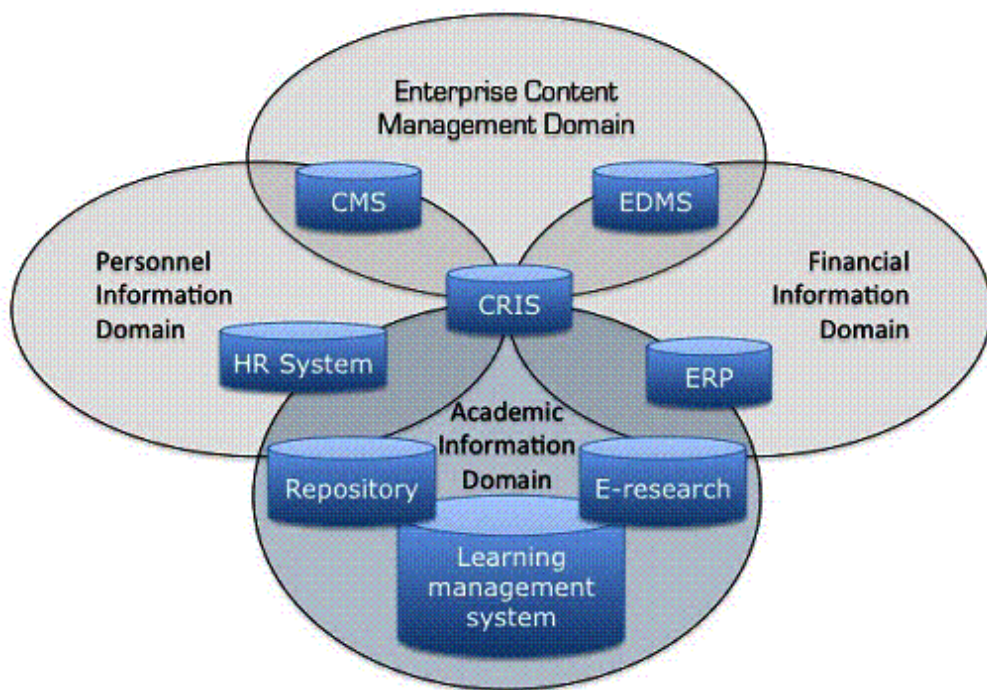 Enterprise Content
Management Domain
CMS
EDMS
Personnel
Information
Domain
Financial
Information
Domain
CRIS
HR System
ERP
Academic
Information
Domain
Repository
E-research
Learning
management
system